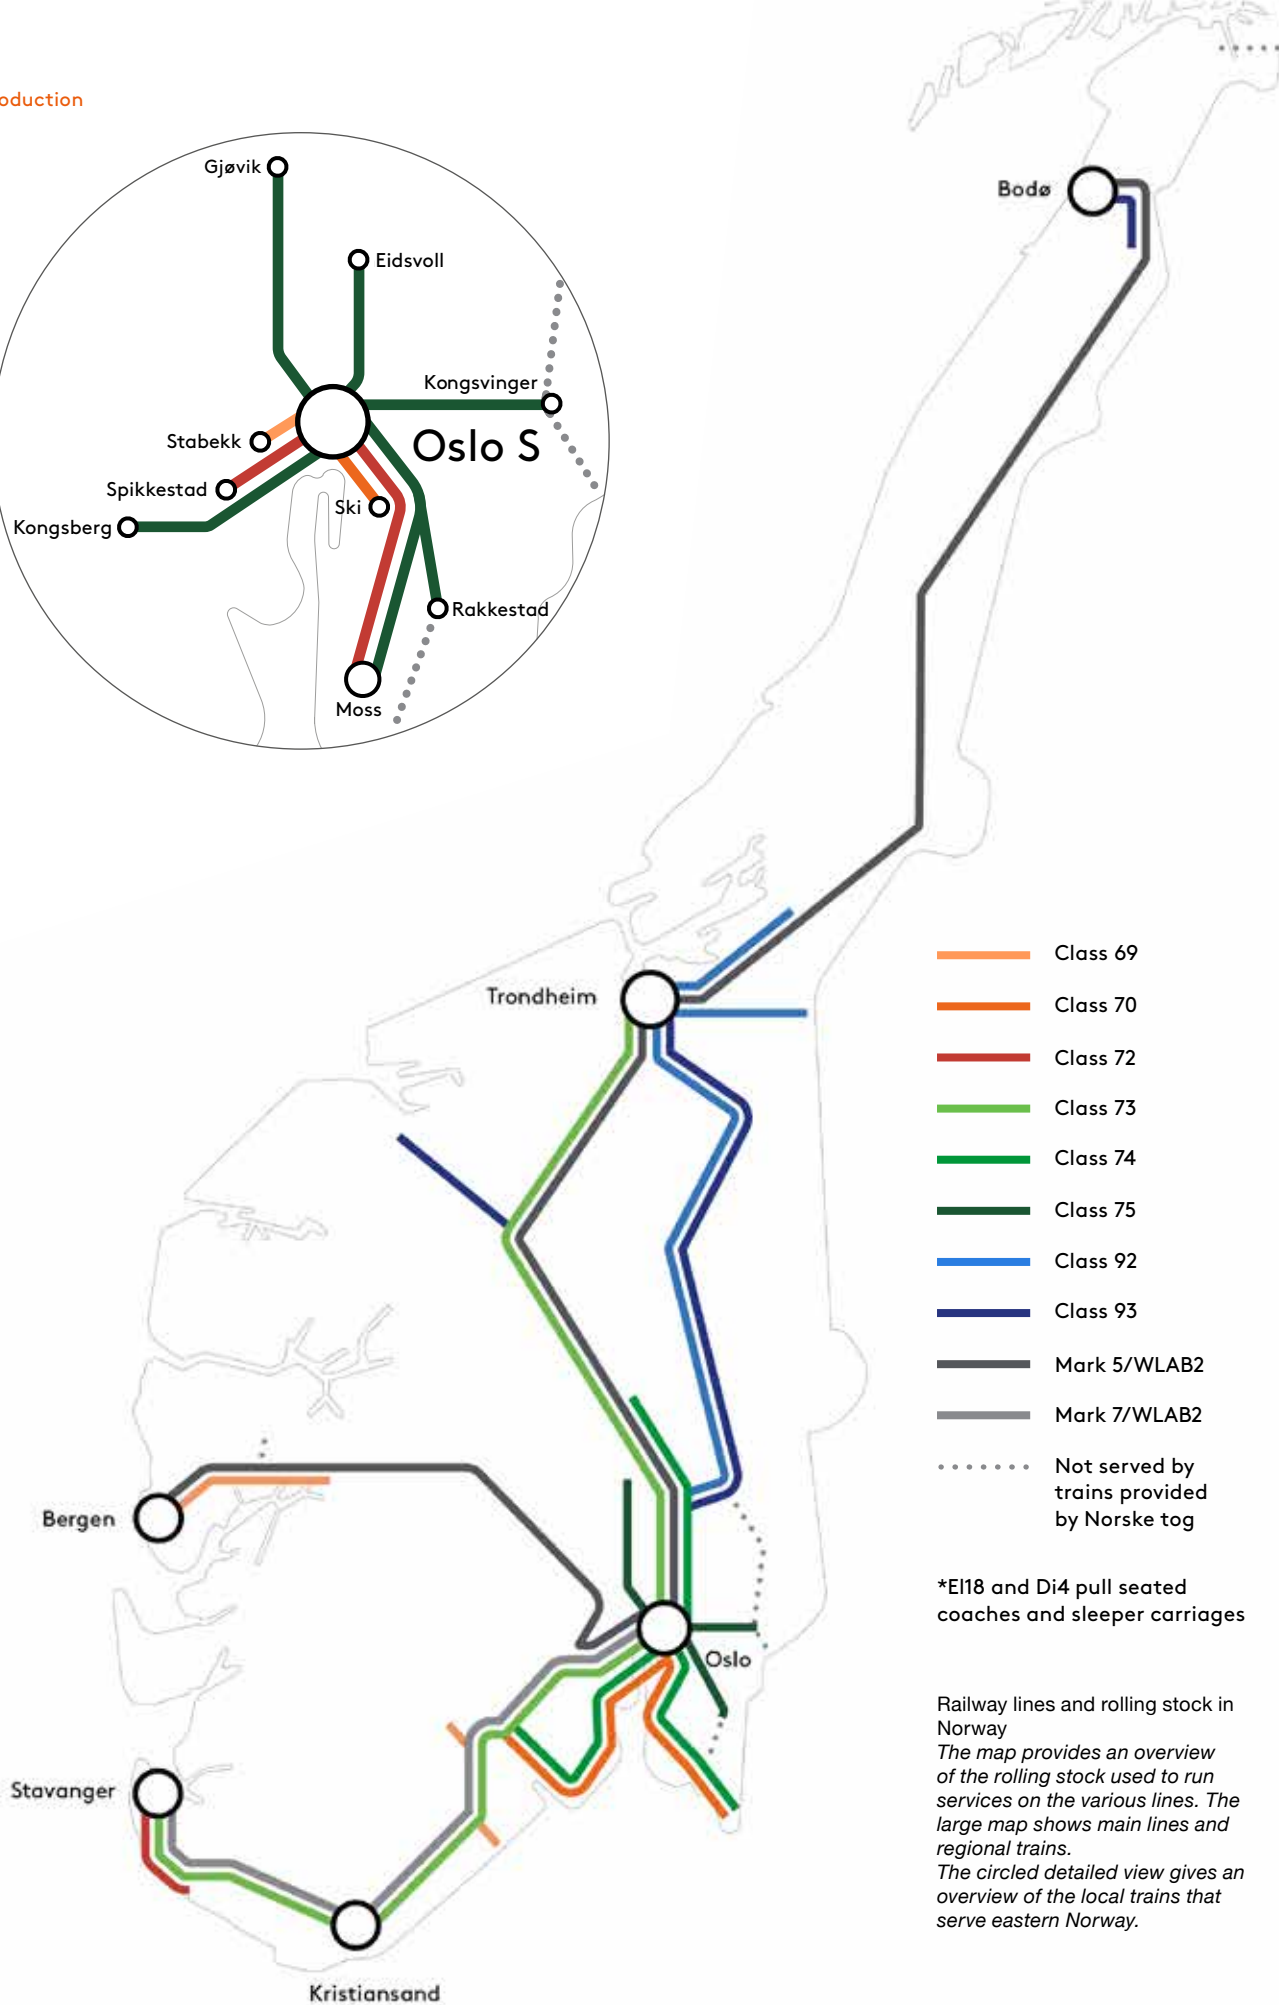 oduction
Gjøvik
Eidsvoll
Kongsvinger
Stabekk
Oslo S
Spikkestad
Ski
Kongsberg
Rakkestad
Moss
Bodø
Trondheim
Bergen
Oslo
Stavanger
Kristiansand
Class 69
Class 70
Class 72
Class 73
Class 74
Class 75
Class 92
Class 93
Mark 5/WLAB2
Mark 7/WLAB2
Not served by
trains provided
by Norske tog
*El18 and Di4 pull seated
coaches and sleeper carriages
Railway lines and rolling stock in
Norway
The map provides an overview
of the rolling stock used to run
services on the various lines. The
large map shows main lines and
regional trains.
The circled detailed view gives an
overview of the local trains that
serve eastern Norway.